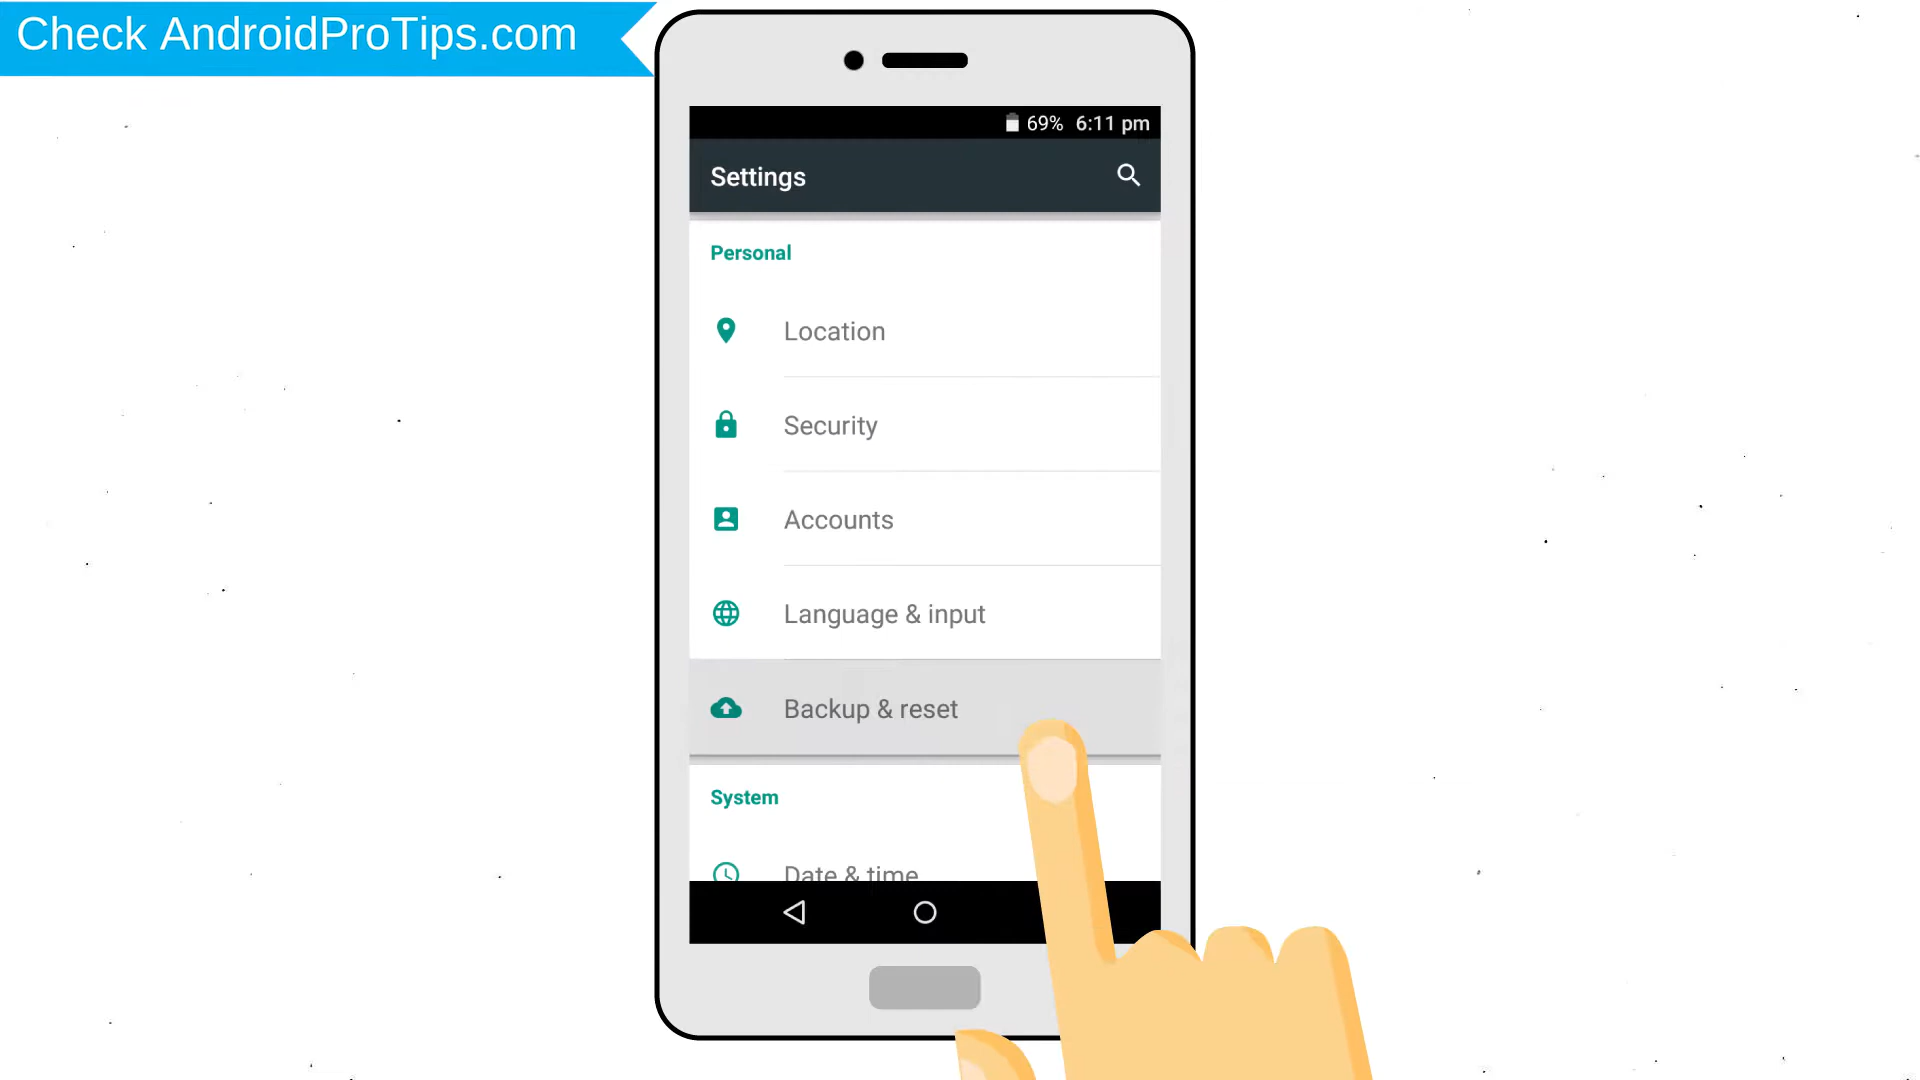 Check AndroidProTips.com
69% 6:11 pm
Settings
Personal
Location
Security
Accounts
Language & input
Backup & reset
System
Date & time